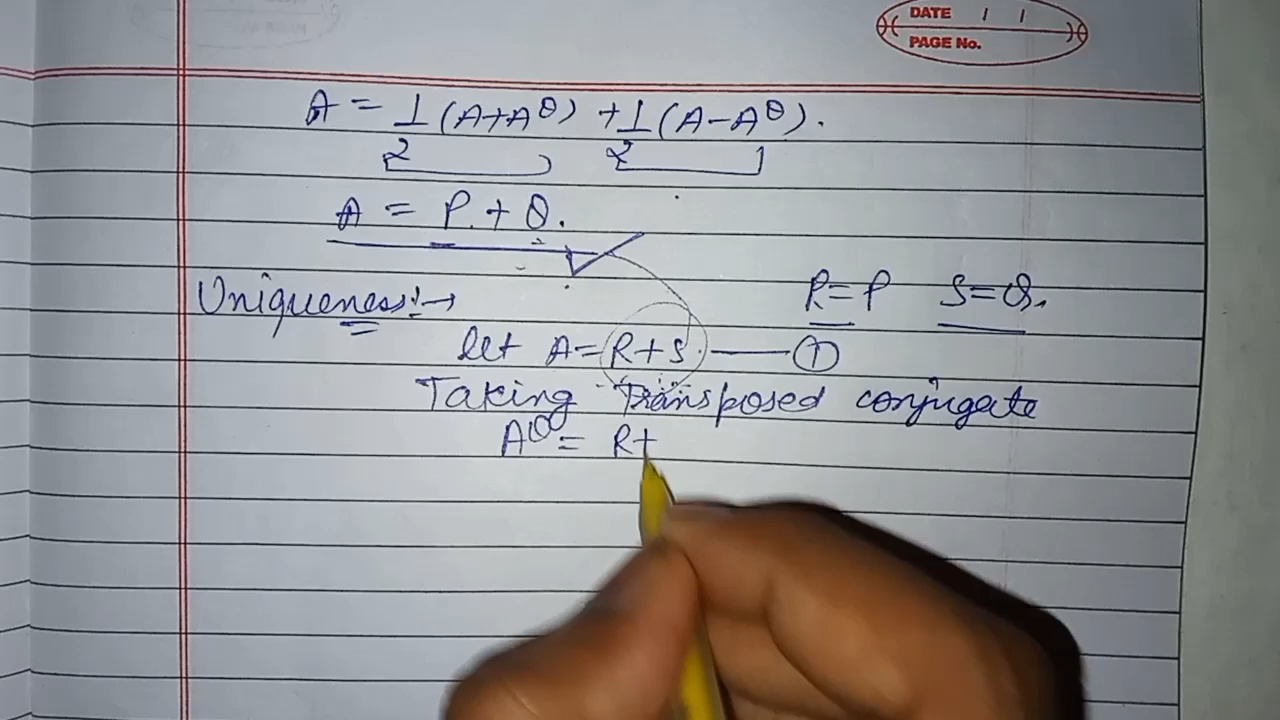 DATE / /
PAGE No.
A = 1/2 (A+A^θ) + 1/2 (A-A^θ).
A = P + Q.
Uniqueness:→
R=P S=Q.
let A = R+S —— ①
Taking Transposed conjugate
A^θ = R+